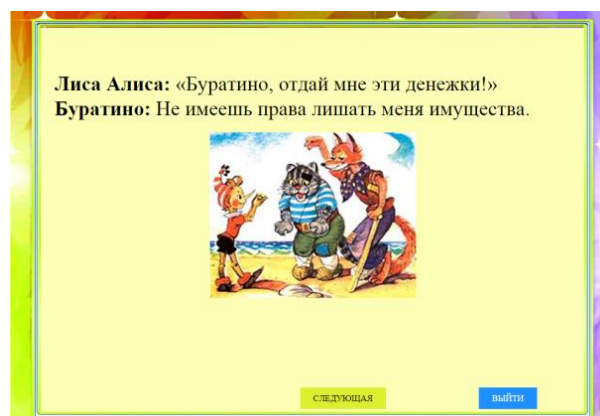 Лиса Алиса: «Буратино, отдай мне эти денежки!»
Буратино: Не имеешь права лишать меня имущества.
СЛЕДУЮЩАЯ
ВЫЙТИ